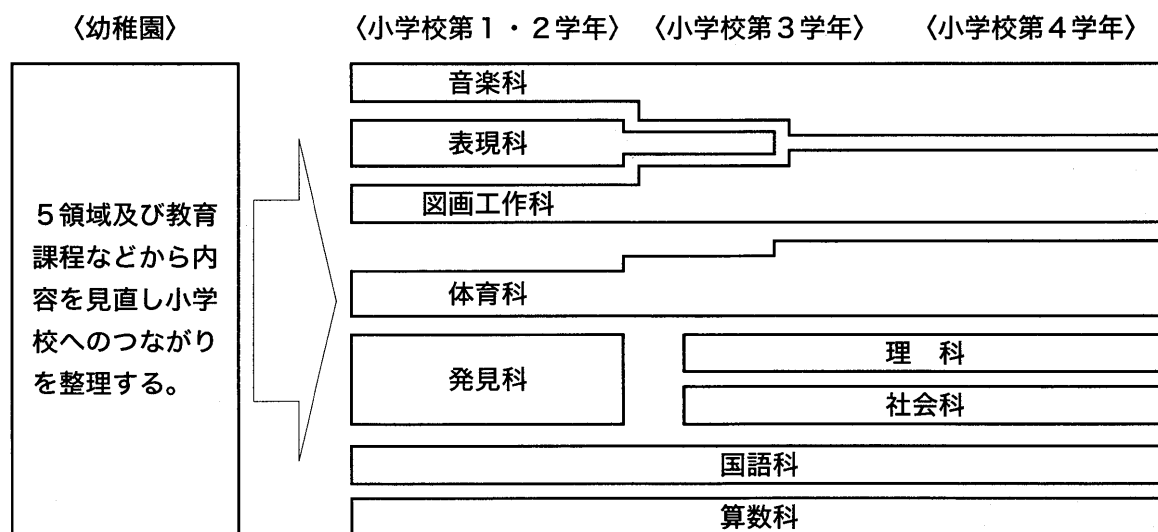 〈幼稚園〉
〈小学校第１・２学年〉
〈小学校第３学年〉
〈小学校第４学年〉
５領域及び教育
課程などから内
容を見直し小学
校へのつながり
を整理する。
音楽科
表現科
図画工作科
体育科
発見科
理　科
社会科
国語科
算数科